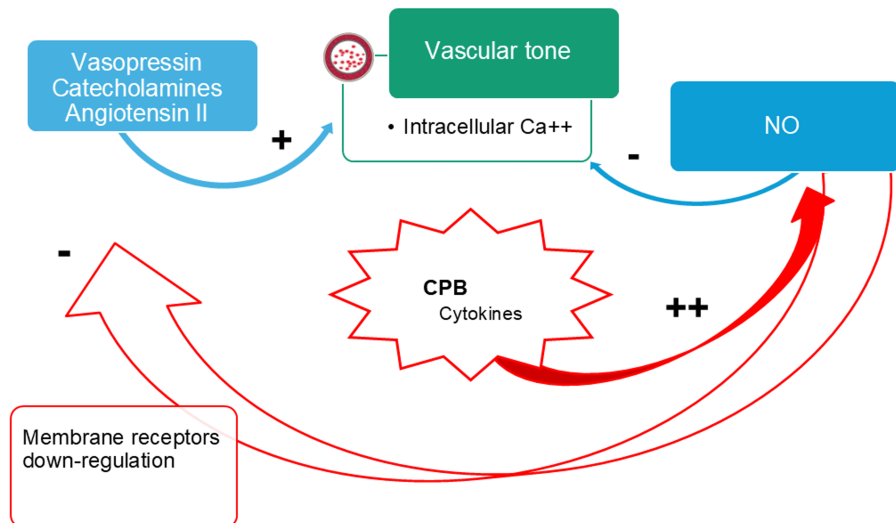 Vasopressin
Catecholamines
Angiotensin II
+
Vascular tone
• Intracellular Ca++
NO
-
-
CPB
Cytokines
++
Membrane receptors
down-regulation